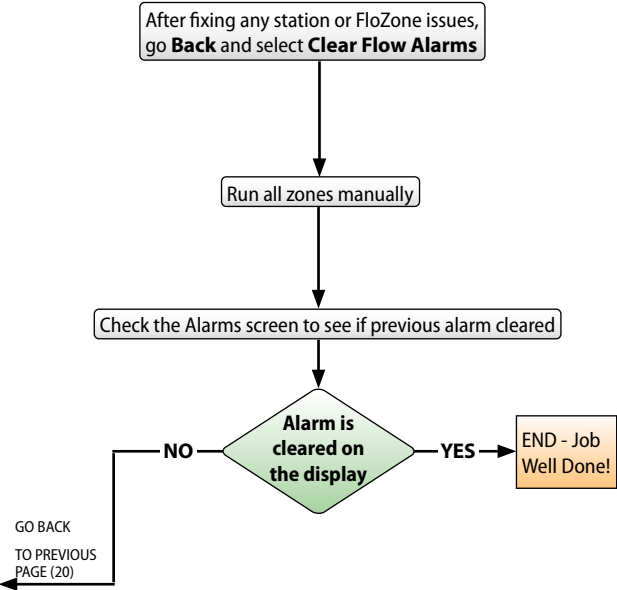 After fixing any station or FloZone issues,
go Back and select Clear Flow Alarms
Run all zones manually
Check the Alarms screen to see if previous alarm cleared
Alarm is
cleared on
the display
NO
YES
END - Job
Well Done!
GO BACK
TO PREVIOUS
PAGE (20)